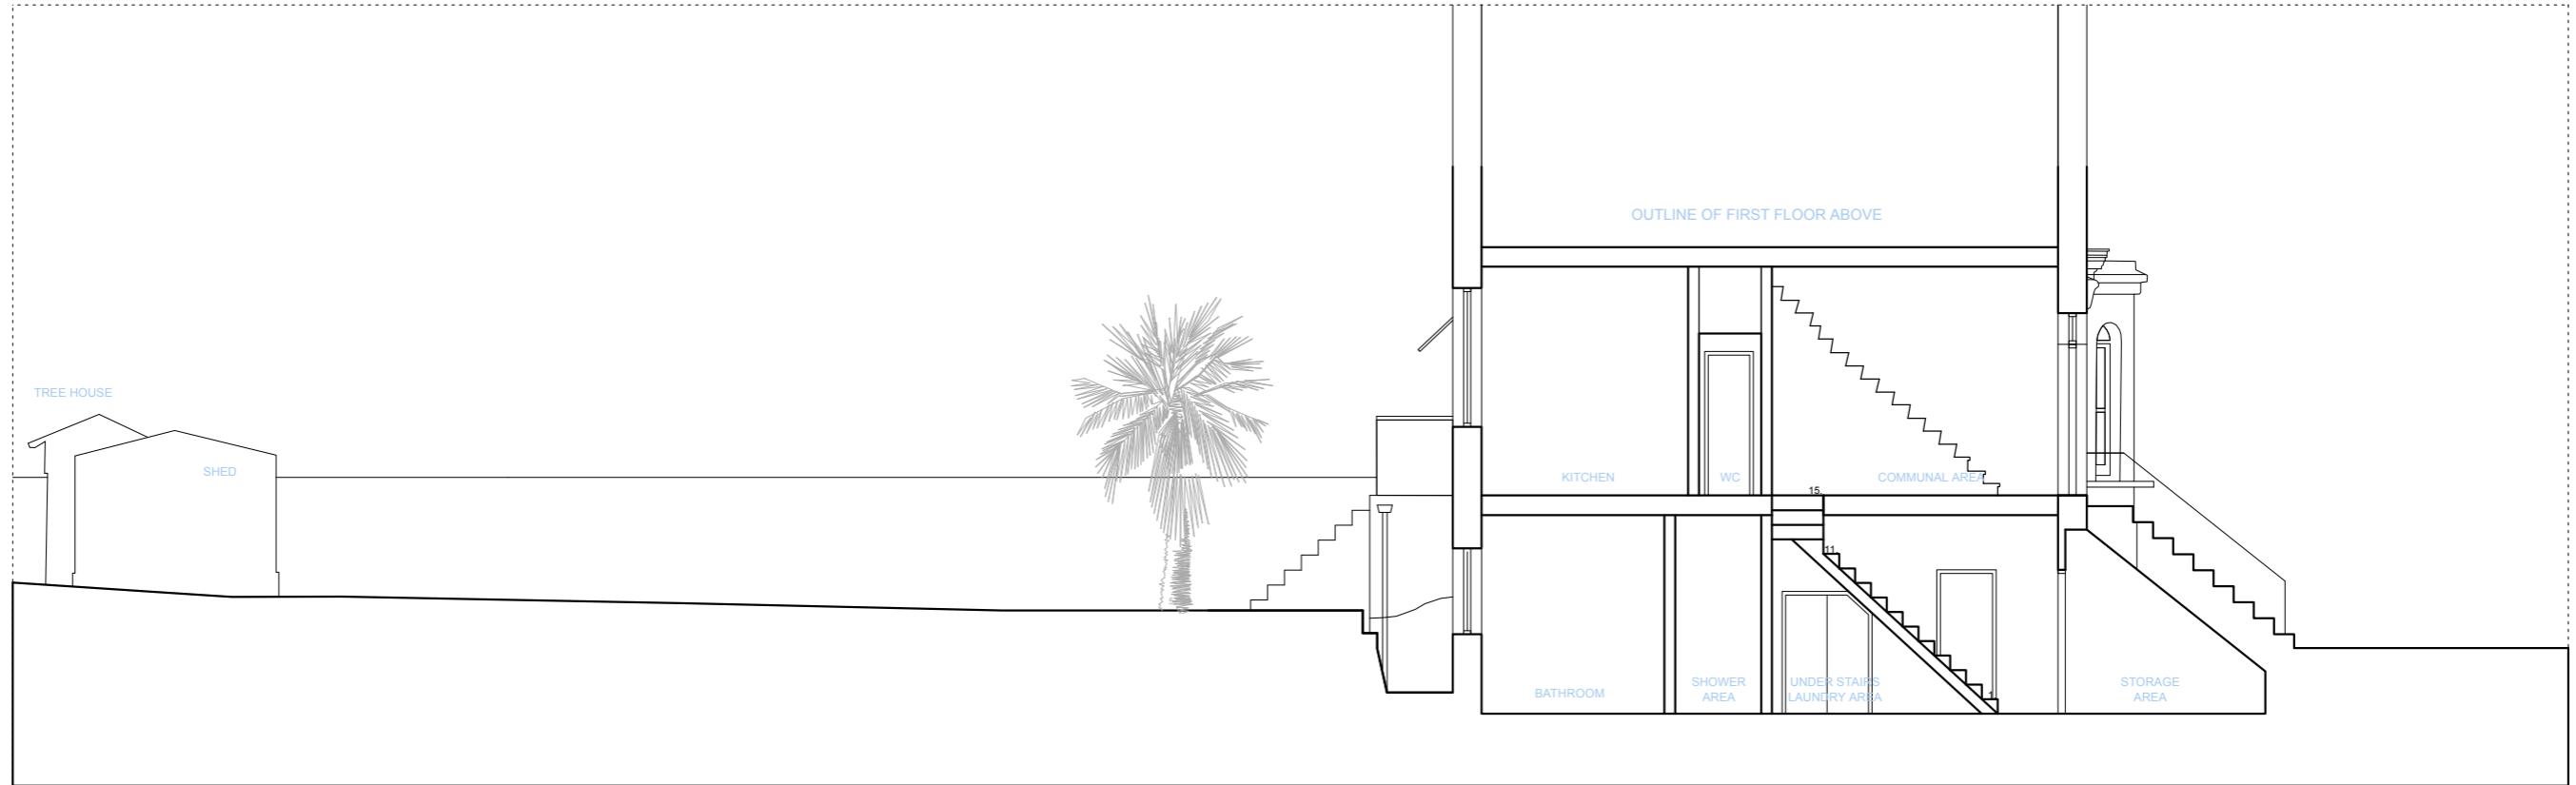 OUTLINE OF FIRST FLOOR ABOVE
TREE HOUSE
SHED
KITCHEN
WC
COMMUNAL AREA
15
11
1
BATHROOM
SHOWER
AREA
UNDER STAIRS
LAUNDRY AREA
STORAGE
AREA